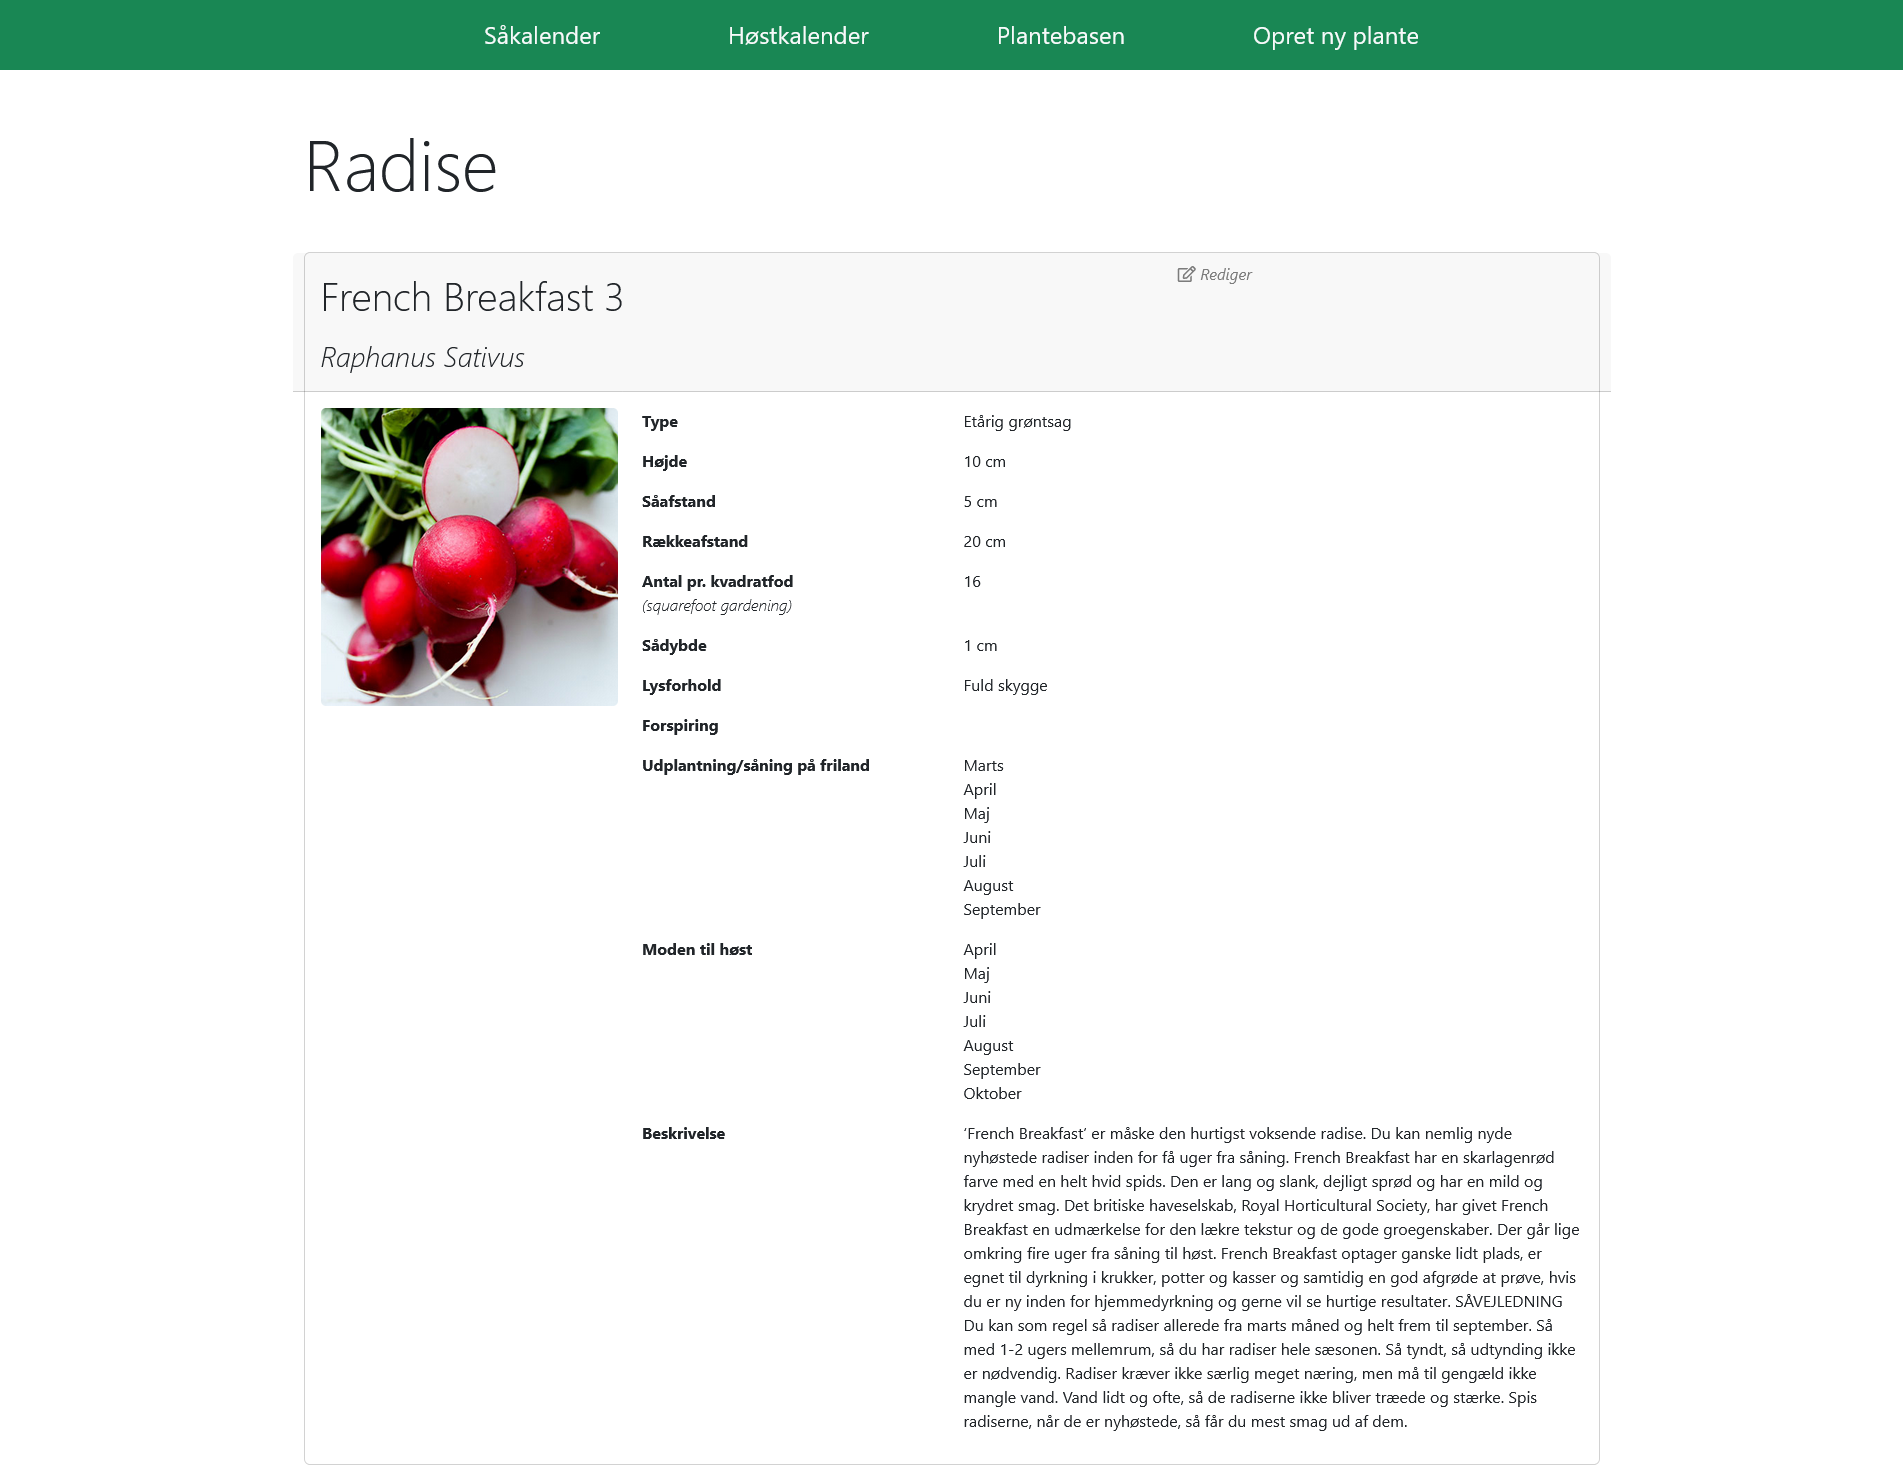 Såkalender Høstkalender Plantebasen Opret ny plante
Radise
French Breakfast 3
Rediger
Raphanus Sativus
Type Etårig grøntsag
Højde 10 cm
Såafstand 5 cm
Rækkeafstand 20 cm
Antal pr. kvadratfod 16
(squarefoot gardening)
Sådybde 1 cm
Lysforhold Fuld skygge
Forspiring
Udplantning/såning på friland Marts
April
Maj
Juni
Juli
August
September
Moden til høst April
Maj
Juni
Juli
August
September
Oktober
Beskrivelse ‘French Breakfast’ er måske den hurtigst voksende radise. Du kan nemlig nyde
nyhøstede radiser inden for få uger fra såning. French Breakfast har en skarlagenrød
farve med en helt hvid spids. Den er lang og slank, dejligt sprød og har en mild og
krydret smag. Det britiske haveselskab, Royal Horticultural Society, har givet French
Breakfast en udmærkelse for den lækre tekstur og de gode groegenskaber. Der går lige
omkring fire uger fra såning til høst. French Breakfast optager ganske lidt plads, er
egnet til dyrkning i krukker, potter og kasser og samtidig en god afgrøde at prøve, hvis
du er ny inden for hjemmedyrkning og gerne vil se hurtige resultater. SÅVEJLEDNING
Du kan som regel så radiser allerede fra marts måned og helt frem til september. Så
med 1-2 ugers mellemrum, så du har radiser hele sæsonen. Så tyndt, så udtynding ikke
er nødvendig. Radiser kræver ikke særlig meget næring, men må til gengæld ikke
mangle vand. Vand lidt og ofte, så de radiserne ikke bliver træede og stærke. Spis
radiserne, når de er nyhøstede, så får du mest smag ud af dem.